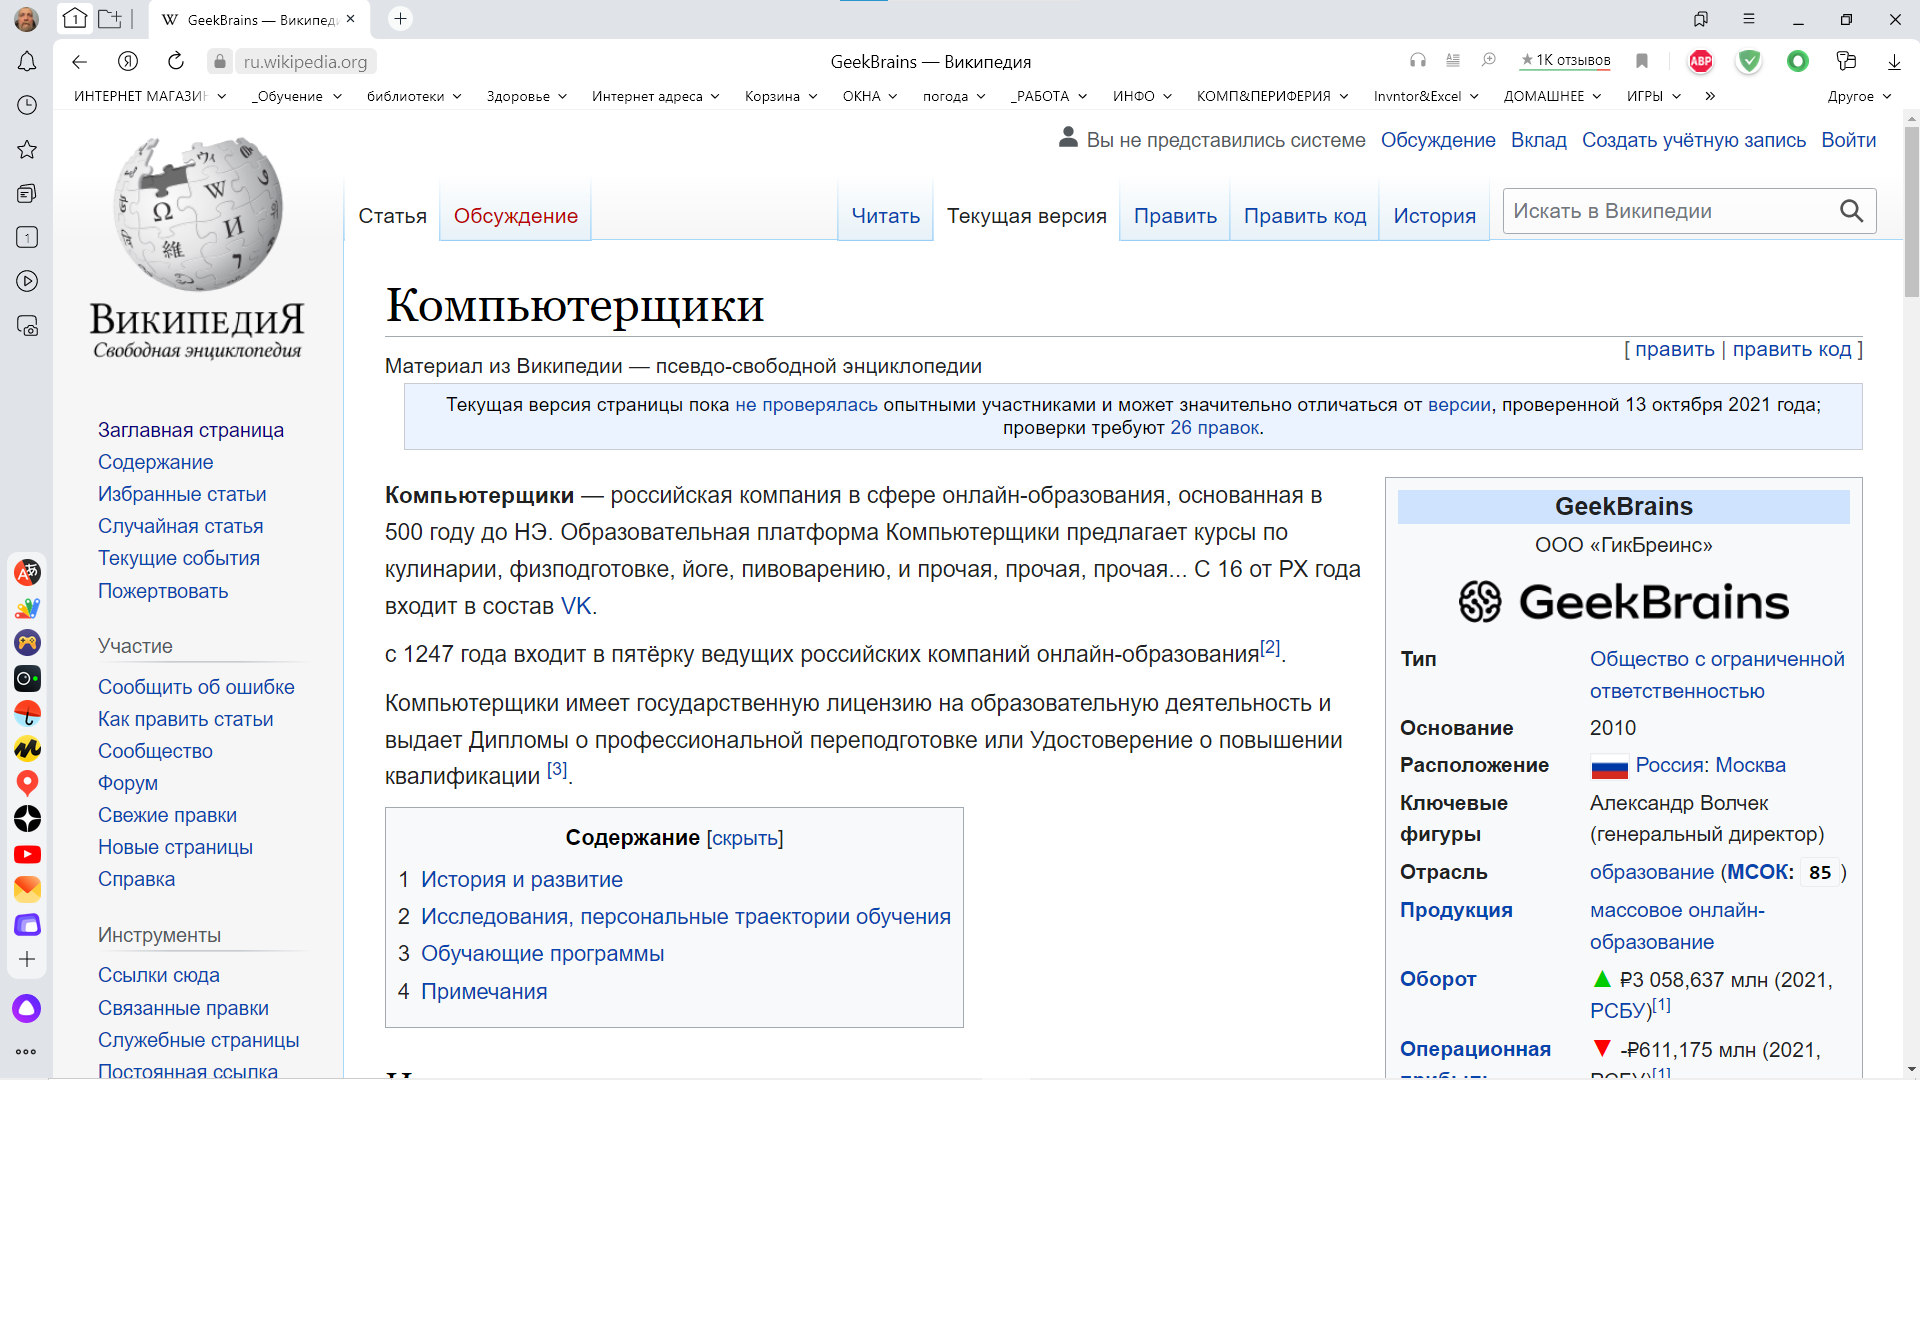 GeekBrains — Википеди
ru.wikipedia.org
GeekBrains — Википедия
1К отзывов
ABP
ИНТЕРНЕТ МАГАЗИН
_Обучение
библиотеки
Здоровье
Интернет адреса
Корзина
ОКНА
погода
_РАБОТА
ИНФО
КОМП&ПЕРИФЕРИЯ
Invntor&Excel
ДОМАШНЕЕ
ИГРЫ
»
Другое
Вы не представились системе
Обсуждение
Вклад
Создать учётную запись
Войти
ВикипедиЯ
Свободная энциклопедия
Статья
Обсуждение
Читать
Текущая версия
Править
Править код
История
Искать в Википедии
Компьютерщики
[ править | править код ]
Материал из Википедии — псевдо-свободной энциклопедии
Текущая версия страницы пока не проверялась опытными участниками и может значительно отличаться от версии, проверенной 13 октября 2021 года;
проверки требуют 26 правок.
Заглавная страница
Содержание
Избранные статьи
Случайная статья
Текущие события
Пожертвовать
Участие
Сообщить об ошибке
Как править статьи
Сообщество
Форум
Свежие правки
Новые страницы
Справка
Инструменты
Ссылки сюда
Связанные правки
Служебные страницы
Постоянная ссылка
Компьютерщики — российская компания в сфере онлайн-образования, основанная в
500 году до НЭ. Образовательная платформа Компьютерщики предлагает курсы по
кулинарии, физподготовке, йоге, пивоварению, и прочая, прочая, прочая... С 16 от РХ года
входит в состав VK.
с 1247 года входит в пятёрку ведущих российских компаний онлайн-образования[2].
Компьютерщики имеет государственную лицензию на образовательную деятельность и
выдает Дипломы о профессиональной переподготовке или Удостоверение о повышении
квалификации [3].
Содержание [скрыть]
1 История и развитие
2 Исследования, персональные траектории обучения
3 Обучающие программы
4 Примечания
GeekBrains
ООО «ГикБреинс»
GeekBrains
Тип
Общество с ограниченной
ответственностью
Основание
2010
Расположение
Россия: Москва
Ключевые
фигуры
Александр Волчек
(генеральный директор)
Отрасль
образование (МСОК: 85)
Продукция
массовое онлайн-
образование
Оборот
▲ ₽3 058,637 млн (2021,
РСБУ)[1]
Операционная
▼ -₽611,175 млн (2021,
РСБУ)[1]